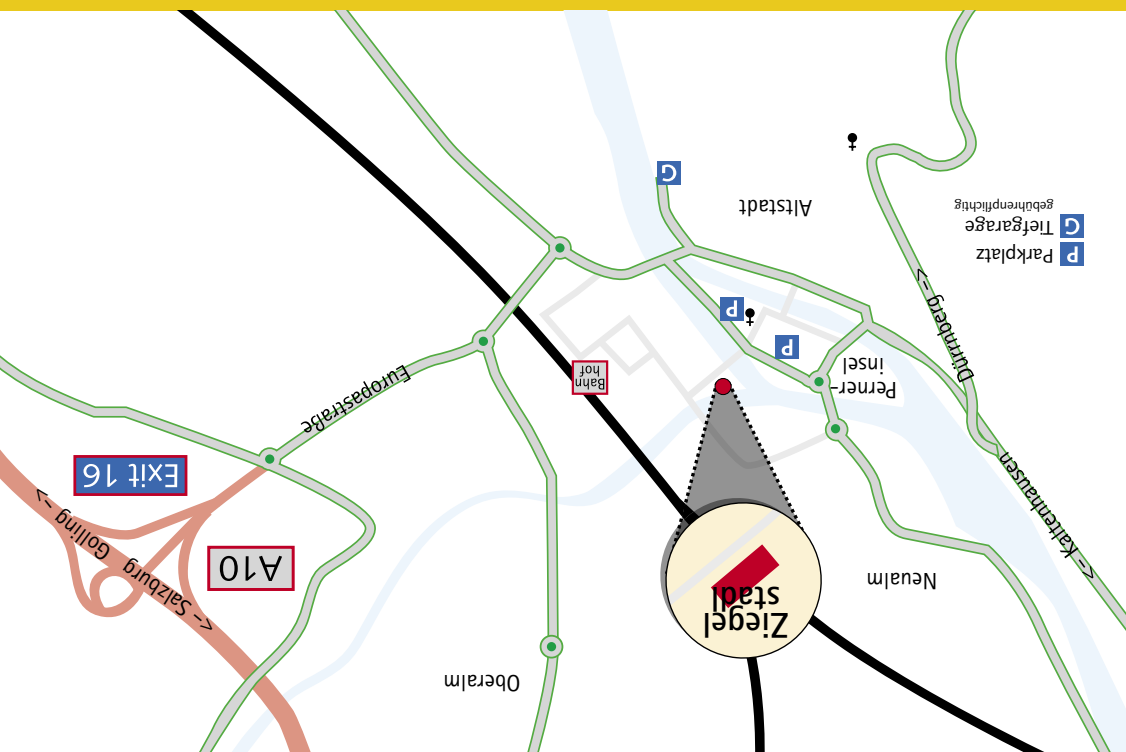 Oberalm
Ziegel
stadl
Neualm
<- Salzburg
A10
Golling ->
Exit 16
<- Kaltenhausen
Europastraße
Bahn
hof
Perner-
insel
P
P
Dürrnberg ->
P Parkplatz
G Tiefgarage
gebührenpflichtig
Altstadt
G